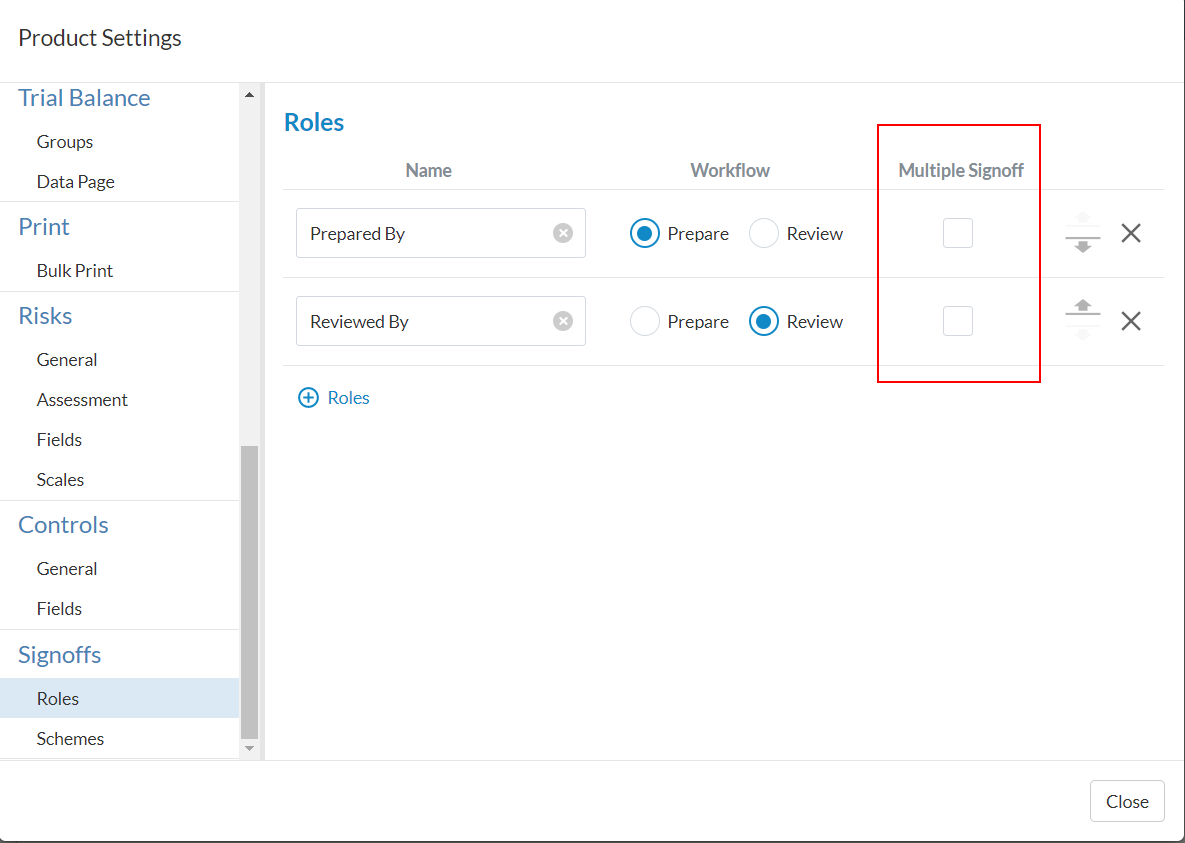 Product Settings
Trial Balance
Groups
Data Page
Print
Bulk Print
Risks
General
Assessment
Fields
Scales
Controls
General
Fields
Signoffs
Roles
Schemes
Roles
Name Workflow Multiple Signoff
Prepared By Prepare Review
Reviewed By Prepare Review
Roles
Close